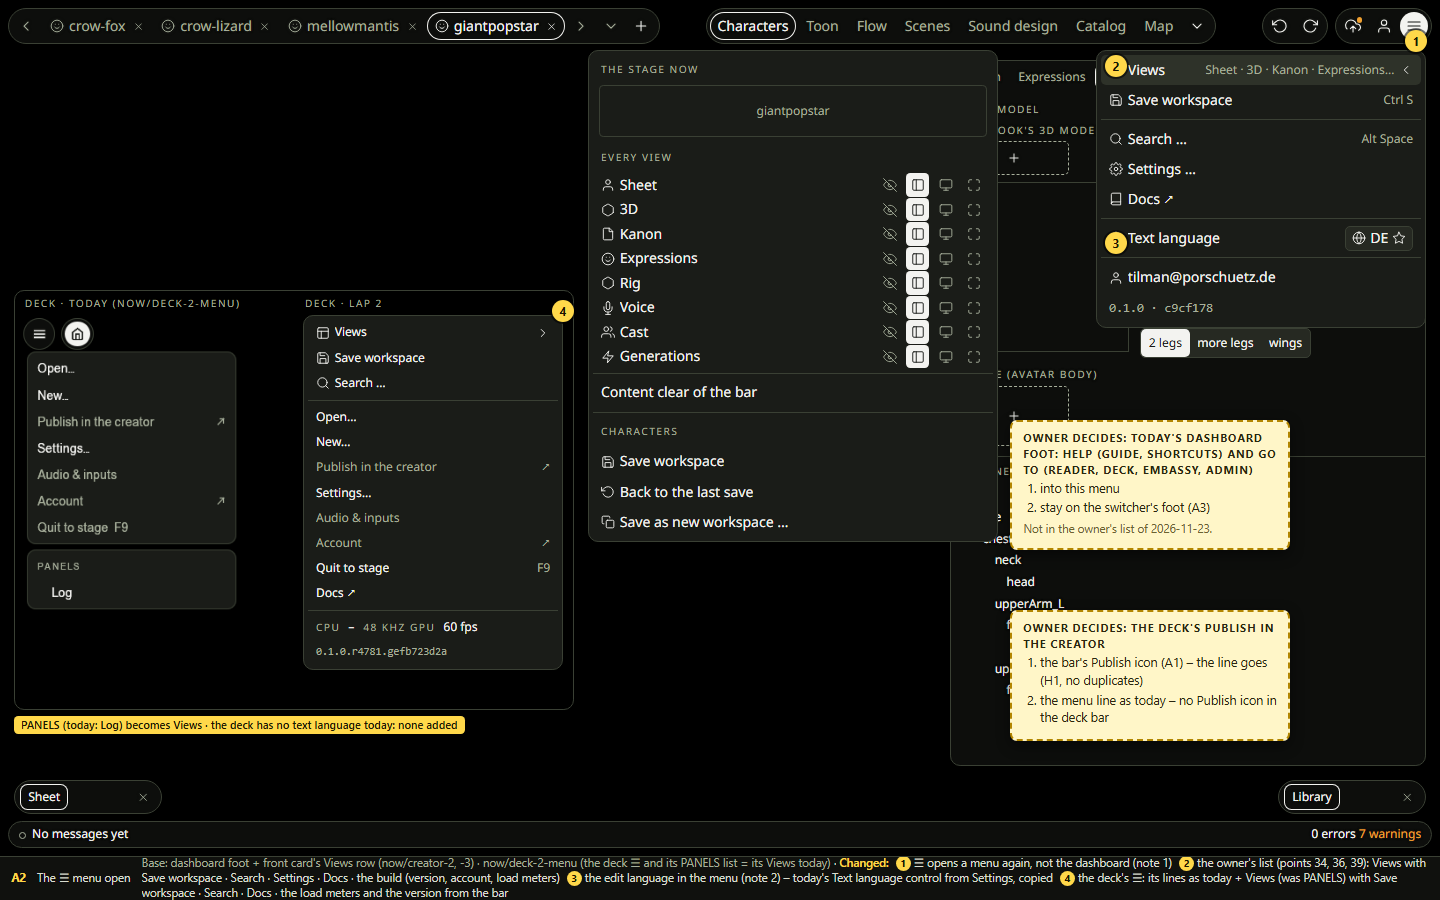 crow-fox
crow-lizard
mellowmantis
giantpopstar
Characters
Toon
Flow
Scenes
Sound design
Catalog
Map
1
THE STAGE NOW
giantpopstar
EVERY VIEW
Sheet
3D
Kanon
Expressions
Rig
Voice
Cast
Generations
Content clear of the bar
CHARACTERS
Save workspace
Back to the last save
Save as new workspace ...
Expressions
MODEL
OOK'S 3D MODE
2
Views
Sheet · 3D · Kanon · Expressions...
Save workspace
Ctrl S
Search ...
Alt Space
Settings ...
Docs ↗
3
Text language
DE
tilman@porschuetz.de
0.1.0 · c9cf178
2 legs
more legs
wings
E (AVATAR BODY)
DECK · TODAY (NOW/DECK-2-MENU)
Open...
New...
Publish in the creator ↗
Settings...
Audio & inputs
Account ↗
Quit to stage F9
PANELS
Log
DECK · LAP 2
4
Views
Save workspace
Search ...
Open...
New...
Publish in the creator ↗
Settings...
Audio & inputs
Account ↗
Quit to stage F9
Docs ↗
CPU – 48 KHZ GPU 60 fps
0.1.0.r4781.gefb723d2a
PANELS (today: Log) becomes Views · the deck has no text language today: none added
OWNER DECIDES: TODAY'S DASHBOARD
FOOT: HELP (GUIDE, SHORTCUTS) AND GO
TO (READER, DECK, EMBASSY, ADMIN)
1. into this menu
2. stay on the switcher's foot (A3)
Not in the owner's list of 2026-11-23.
neck
head
upperArm_L
OWNER DECIDES: THE DECK'S PUBLISH IN
THE CREATOR
1. the bar's Publish icon (A1) – the line goes
(H1, no duplicates)
2. the menu line as today – no Publish icon in
the deck bar
Sheet
Library
No messages yet
0 errors 7 warnings
A2 The ☰ menu open
Base: dashboard foot + front card's Views row (now/creator-2, -3) · now/deck-2-menu (the deck ☰ and its PANELS list = its Views today) · Changed: 1 ☰ opens a menu again, not the dashboard (note 1) 2 the owner's list (points 34, 36, 39): Views with
Save workspace · Search · Settings · Docs · the build (version, account, load meters) 3 the edit language in the menu (note 2) – today's Text language control from Settings, copied 4 the deck's ☰: its lines as today + Views (was PANELS) with Save
workspace · Search · Docs · the load meters and the version from the bar